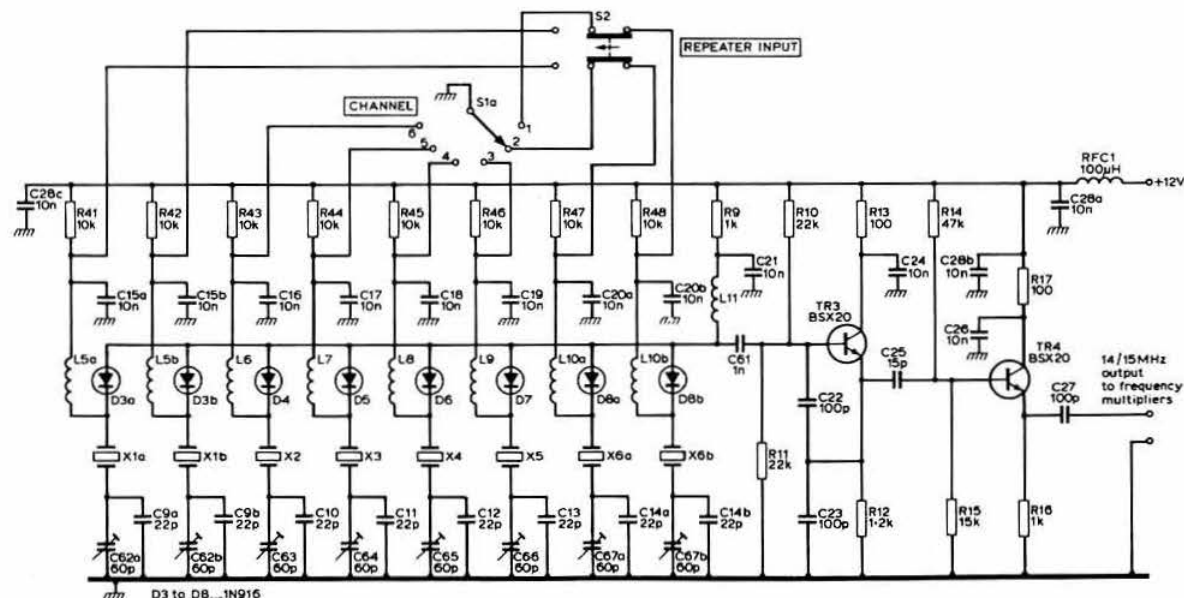 S2
REPEATER INPUT
CHANNEL
S1a
1
2
3
4
5
6
RFC1
100μH
+12V
C28c
10n
R41
10k
R42
10k
R43
10k
R44
10k
R45
10k
R46
10k
R47
10k
R48
10k
R9
1k
R10
22k
R13
100
R14
47k
C28a
10n
C15a
10n
C15b
10n
C16
10n
C17
10n
C18
10n
C19
10n
C20a
10n
C20b
10n
C21
10n
L11
C24
10n
C28b
10n
R17
100
TR3
BSX20
C26
10n
TR4
BSX20
L5a
D3a
L5b
D3b
L6
D4
L7
D5
L8
D6
L9
D7
L10a
D8a
L10b
D8b
C61
1n
C25
15p
C22
100p
C27
100p
14/15MHz
output
to frequency
multipliers
X1a
X1b
X2
X3
X4
X5
X6a
X6b
R11
22k
C9a
22p
C9b
22p
C10
22p
C11
22p
C12
22p
C13
22p
C14a
22p
C14b
22p
C23
100p
R12
1·2k
R15
15k
R16
1k
C62a
60p
C62b
60p
C63
60p
C64
60p
C65
60p
C66
60p
C67a
60p
C67b
60p
D3 to D8...1N916